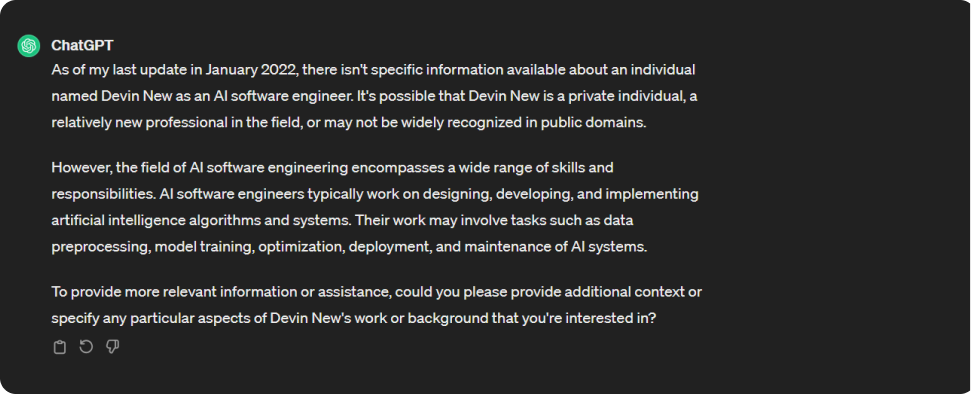 ChatGPT
As of my last update in January 2022, there isn't specific information available about an individual
named Devin New as an AI software engineer. It's possible that Devin New is a private individual, a
relatively new professional in the field, or may not be widely recognized in public domains.
However, the field of AI software engineering encompasses a wide range of skills and
responsibilities. AI software engineers typically work on designing, developing, and implementing
artificial intelligence algorithms and systems. Their work may involve tasks such as data
preprocessing, model training, optimization, deployment, and maintenance of AI systems.
To provide more relevant information or assistance, could you please provide additional context or
specify any particular aspects of Devin New's work or background that you're interested in?